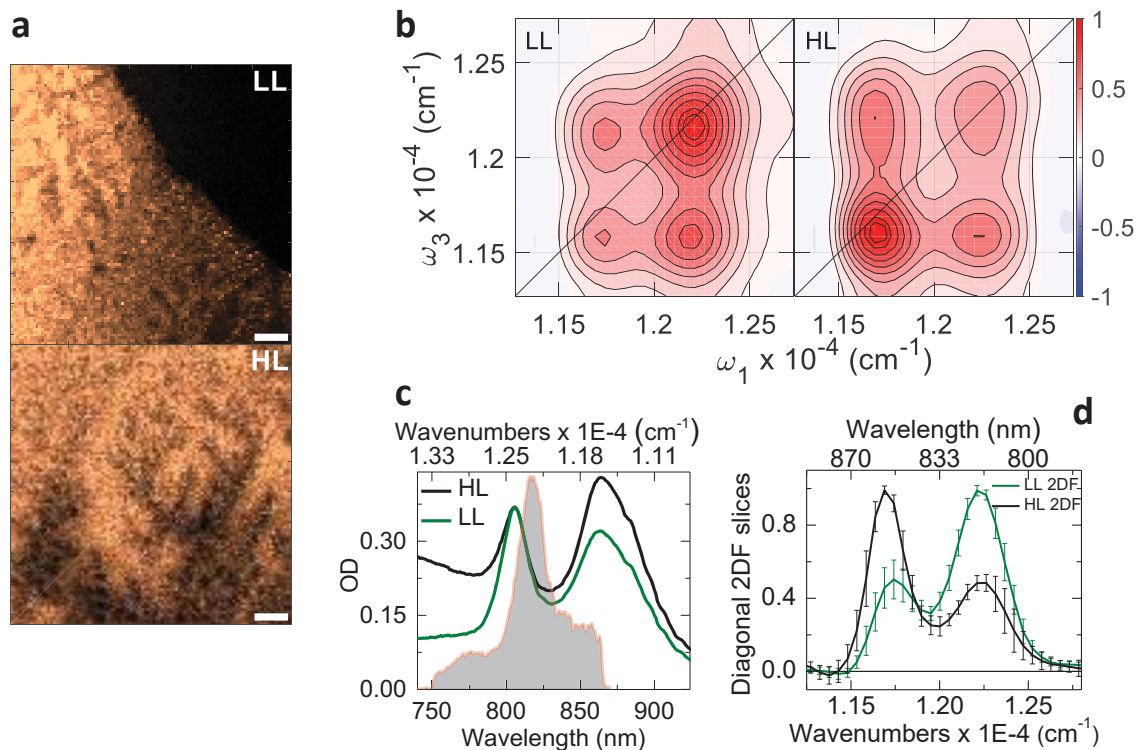 a
LL
HL
b
LL
HL
1.25
1.2
1.15
ω3 x 10-4 (cm-1)
1.15
1.2
1.25
1.15
1.2
1.25
ω1 x 10-4 (cm-1)
1
0.5
0
-0.5
-1
c
Wavenumbers x 1E-4 (cm-1)
1.33
1.25
1.18
1.11
HL
LL
OD
0.30
0.15
0.00
750
800
850
900
Wavelength (nm)
d
Wavelength (nm)
870
833
800
LL 2DF
HL 2DF
Diagonal 2DF slices
0.8
0.4
0.0
1.15
1.20
1.25
Wavenumbers x 1E-4 (cm-1)